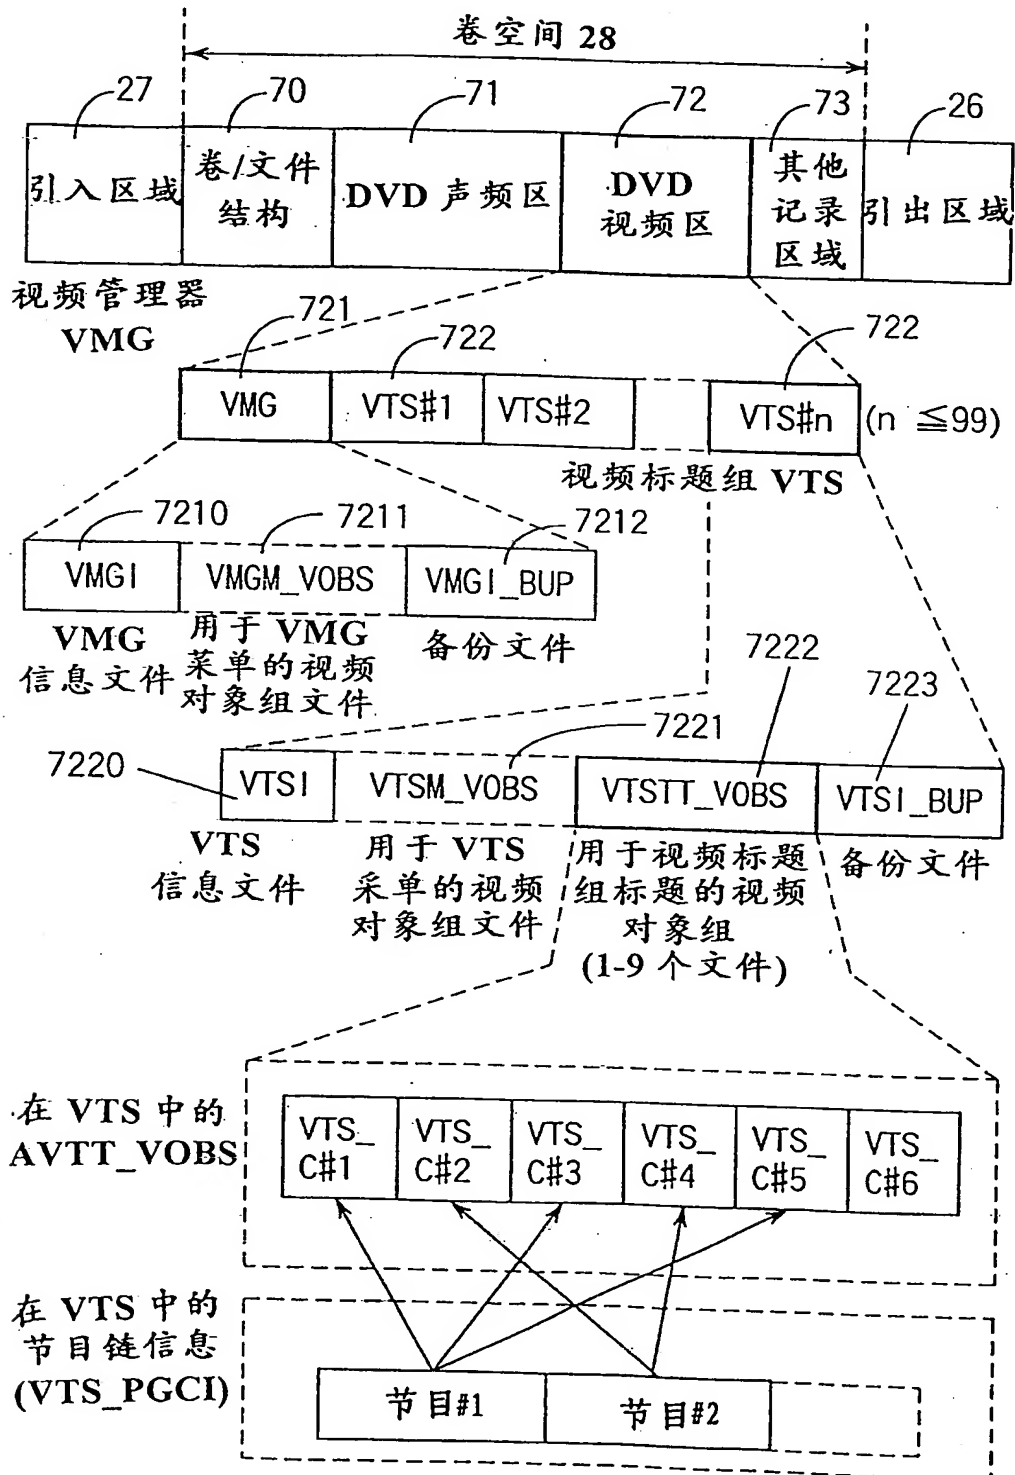 卷空间 28
27
70
71
72
73
26
引入区域
卷/文件
结构
DVD 声频区
DVD
视频区
其他
记录
区域
引出区域
视频管理器
VMG
721
722
722
VMG
VTS#1
VTS#2
VTS#n
(n ≦99)
视频标题组 VTS
7210
7211
7212
VMGI
VMGM_VOBS
VMGI_BUP
VMG
信息文件
用于 VMG
菜单的视频
对象组文件
备份文件
7220
7221
7222
7223
VTSI
VTSM_VOBS
VTSTT_VOBS
VTSI_BUP
VTS
信息文件
用于 VTS
采单的视频
对象组文件
用于视频标题
组标题的视频
对象组
(1-9 个文件)
备份文件
在 VTS 中的
AVTT_VOBS
VTS_
C#1
VTS_
C#2
VTS_
C#3
VTS_
C#4
VTS_
C#5
VTS_
C#6
在 VTS 中的
节目链信息
(VTS_PGCI)
节目#1
节目#2